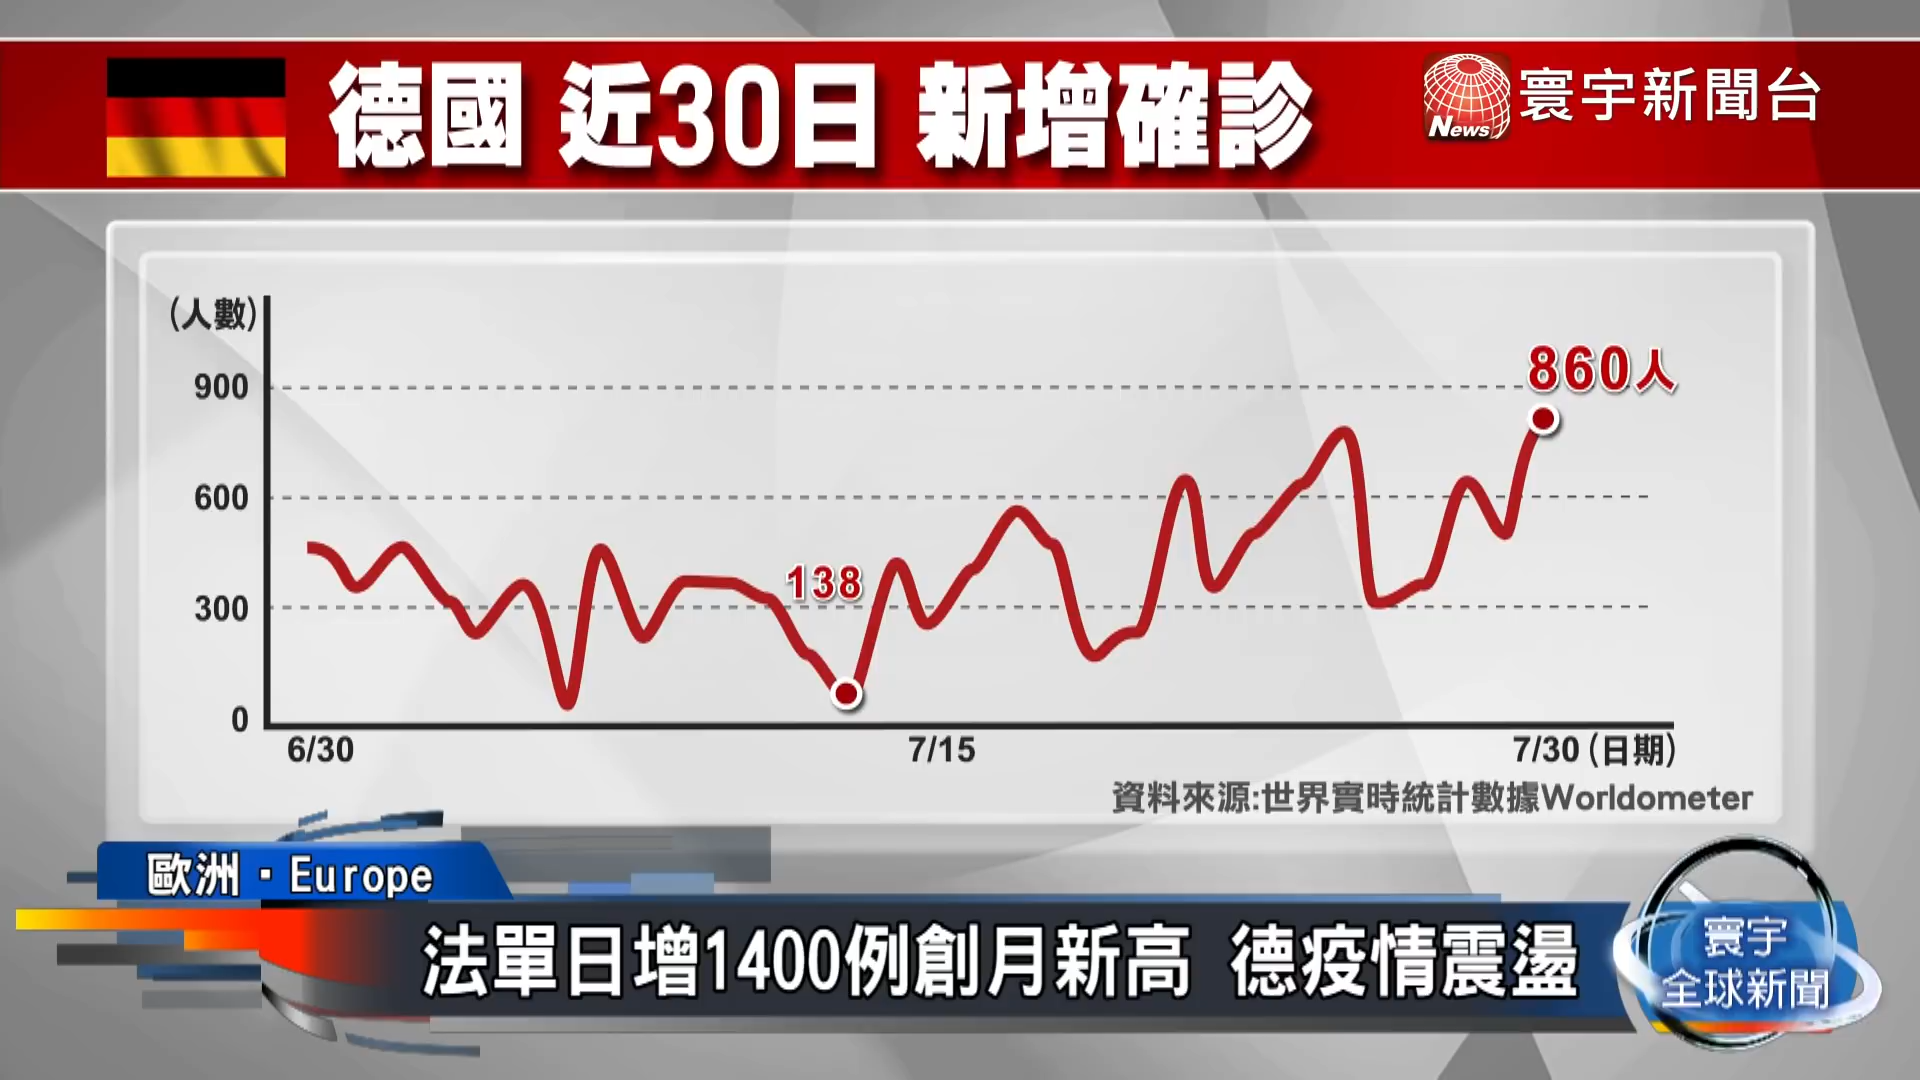 德國 近30日 新增確診
News 寰宇新聞台
(人數)
900
600
300
0
860人
138
6/30
7/15
7/30 (日期)
資料來源:世界實時統計數據Worldometer
歐洲·Europe
法單日增1400例創月新高 德疫情震盪
寰宇
全球新聞